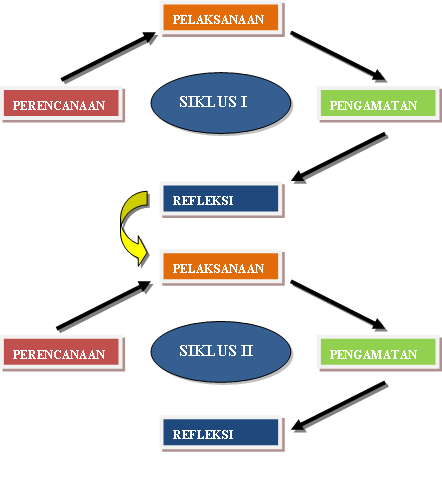 PELAKSANAAN
PERENCANAAN
SIKLUS I
PENGAMATAN
REFLEKSI
PELAKSANAAN
PERENCANAAN
SIKLUS II
PENGAMATAN
REFLEKSI